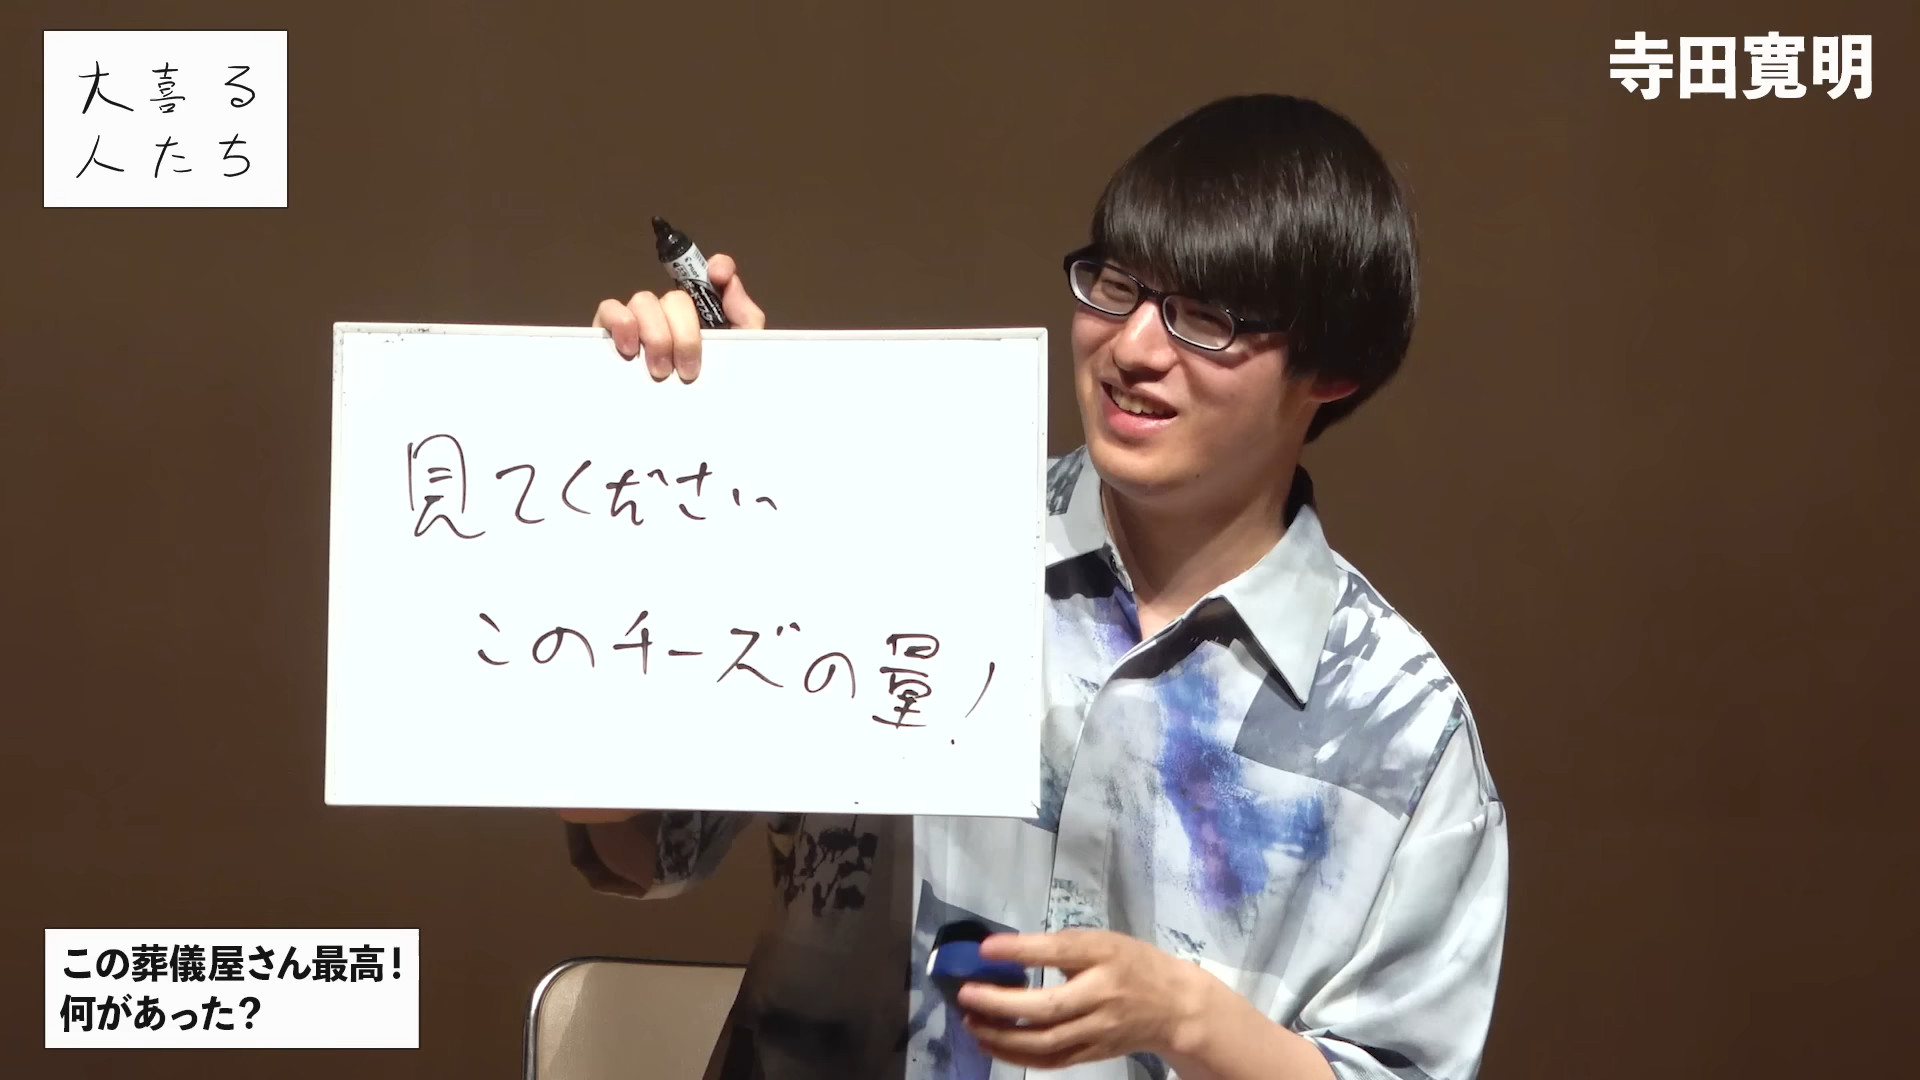 大喜る
人たち
寺田寛明
見てください
このチーズの量!
この葬儀屋さん最高!
何があった?